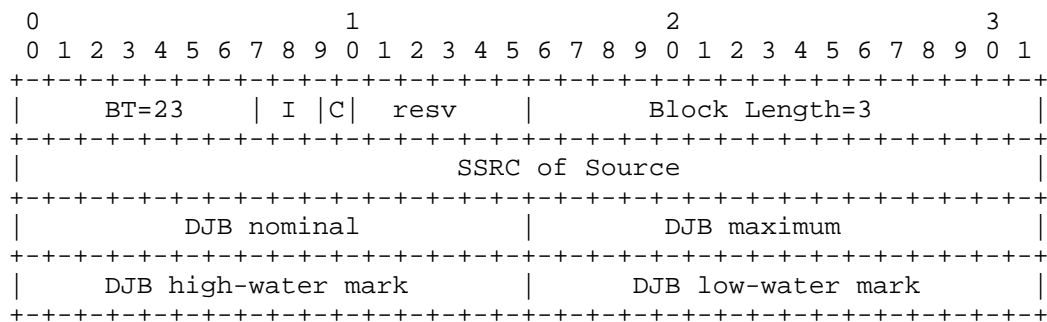 0                   1                   2                   3
 0 1 2 3 4 5 6 7 8 9 0 1 2 3 4 5 6 7 8 9 0 1 2 3 4 5 6 7 8 9 0 1
+-+-+-+-+-+-+-+-+-+-+-+-+-+-+-+-+-+-+-+-+-+-+-+-+-+-+-+-+-+-+-+-+
|     BT=23     | I |C|  resv   |       Block Length=3          |
+-+-+-+-+-+-+-+-+-+-+-+-+-+-+-+-+-+-+-+-+-+-+-+-+-+-+-+-+-+-+-+-+
|                           SSRC of Source                      |
+-+-+-+-+-+-+-+-+-+-+-+-+-+-+-+-+-+-+-+-+-+-+-+-+-+-+-+-+-+-+-+-+
|          DJB nominal          |        DJB maximum            |
+-+-+-+-+-+-+-+-+-+-+-+-+-+-+-+-+-+-+-+-+-+-+-+-+-+-+-+-+-+-+-+-+
|     DJB high-water mark       |      DJB low-water mark       |
+-+-+-+-+-+-+-+-+-+-+-+-+-+-+-+-+-+-+-+-+-+-+-+-+-+-+-+-+-+-+-+-+